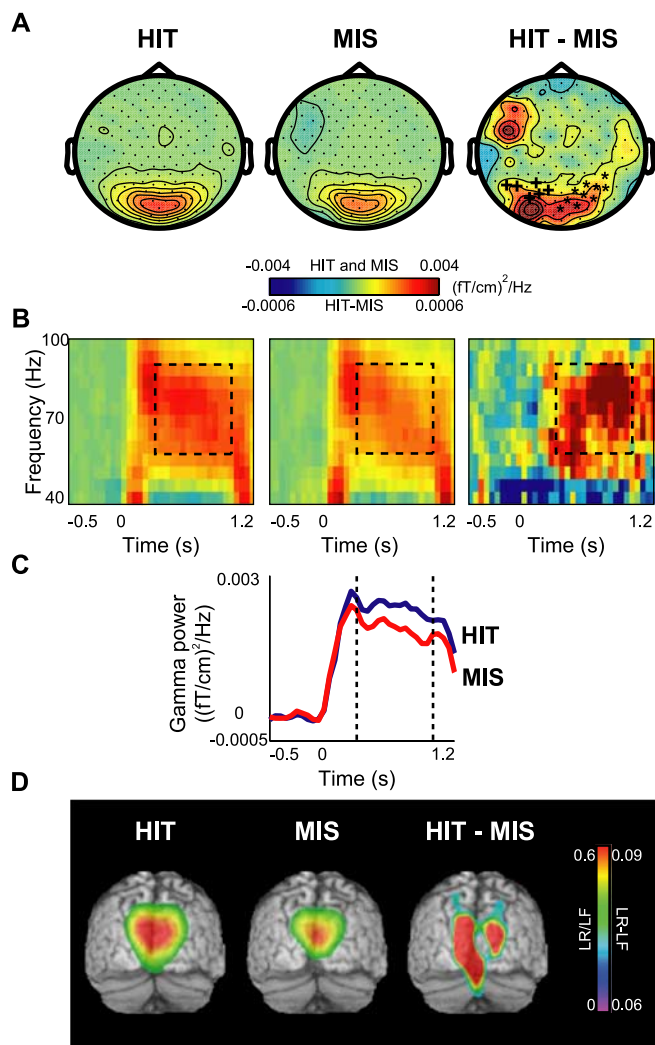 A
HIT MIS HIT - MIS
-0.004 HIT and MIS 0.004
(fT/cm)²/Hz
-0.0006 HIT-MIS 0.0006
B
Frequency (Hz)
100
70
40
-0.5 0 1.2 -0.5 0 1.2 -0.5 0 1.2
Time (s) Time (s) Time (s)
C
Gamma power
((fT/cm)²/Hz)
0.003
0
-0.0005
HIT
MIS
-0.5 0 1.2
Time (s)
D
HIT MIS HIT - MIS
0.6 0.09
LR/LF LR-LF
0 0.06